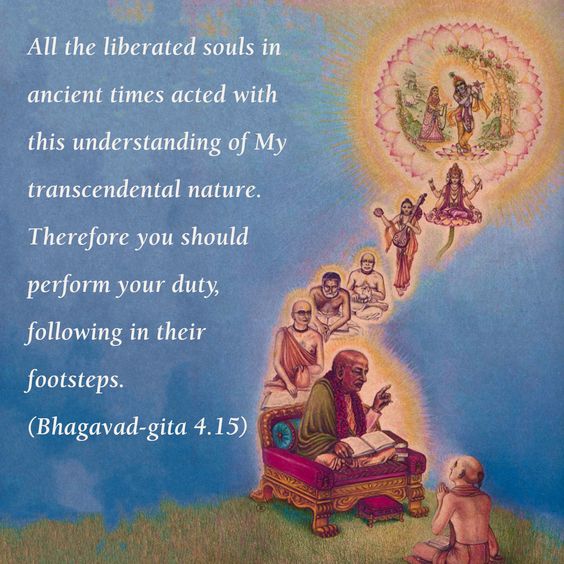 All the liberated souls in
ancient times acted with
this understanding of My
transcendental nature.
Therefore you should
perform your duty,
following in their
footsteps.
(Bhagavad-gita 4.15)